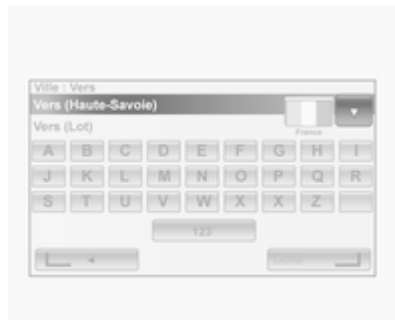 Ville : Vers
Vers (Haute-Savoie)
France
Vers (Lot)
A B C D E F G H I
J K L M N O P Q R
S T U V W X X Z
123